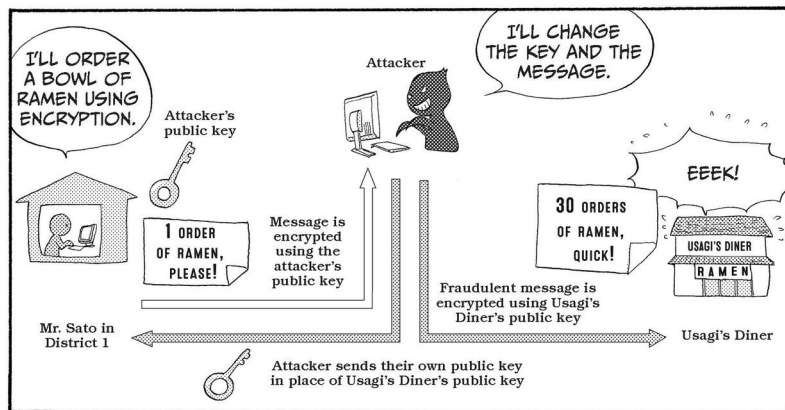 I'LL ORDER
A BOWL OF
RAMEN USING
ENCRYPTION.
Attacker's
public key
Attacker
I'LL CHANGE
THE KEY AND THE
MESSAGE.
1 ORDER
OF RAMEN,
PLEASE!
Message is
encrypted
using the
attacker's
public key
30 ORDERS
OF RAMEN,
QUICK!
EEEK!
USAGI'S DINER
RAMEN
Fraudulent message is
encrypted using Usagi's
Diner's public key
Mr. Sato in
District 1
Usagi's Diner
Attacker sends their own public key
in place of Usagi's Diner's public key